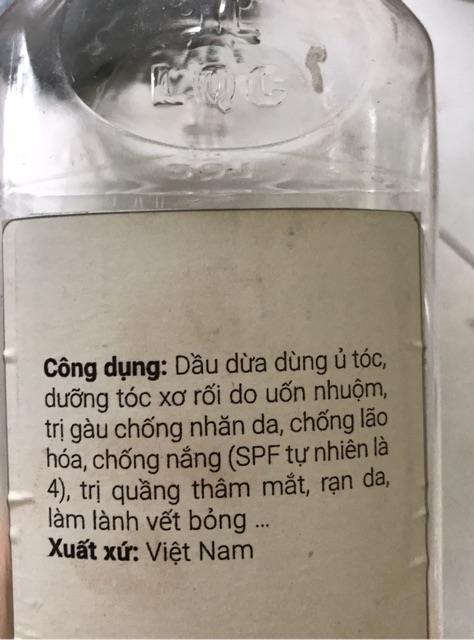 LQC
Công dụng: Dầu dừa dùng ủ tóc,
dưỡng tóc xơ rối do uốn nhuộm,
trị gàu chống nhăn da, chống lão
hóa, chống nắng (SPF tự nhiên là
4), trị quầng thâm mắt, rạn da,
làm lành vết bỏng ...
Xuất xứ: Việt Nam